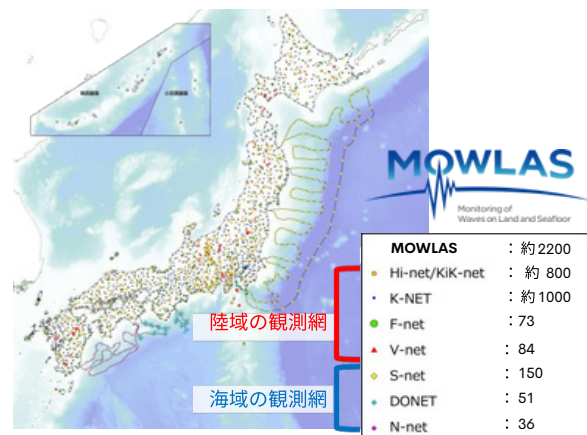 MOWLAS
Monitoring of
Waves on Land and Seafloor
MOWLAS : 約2200
Hi-net/KiK-net : 約 800
K-NET : 約1000
F-net : 73
V-net : 84
S-net : 150
DONET : 51
N-net : 36
陸域の観測網
海域の観測網